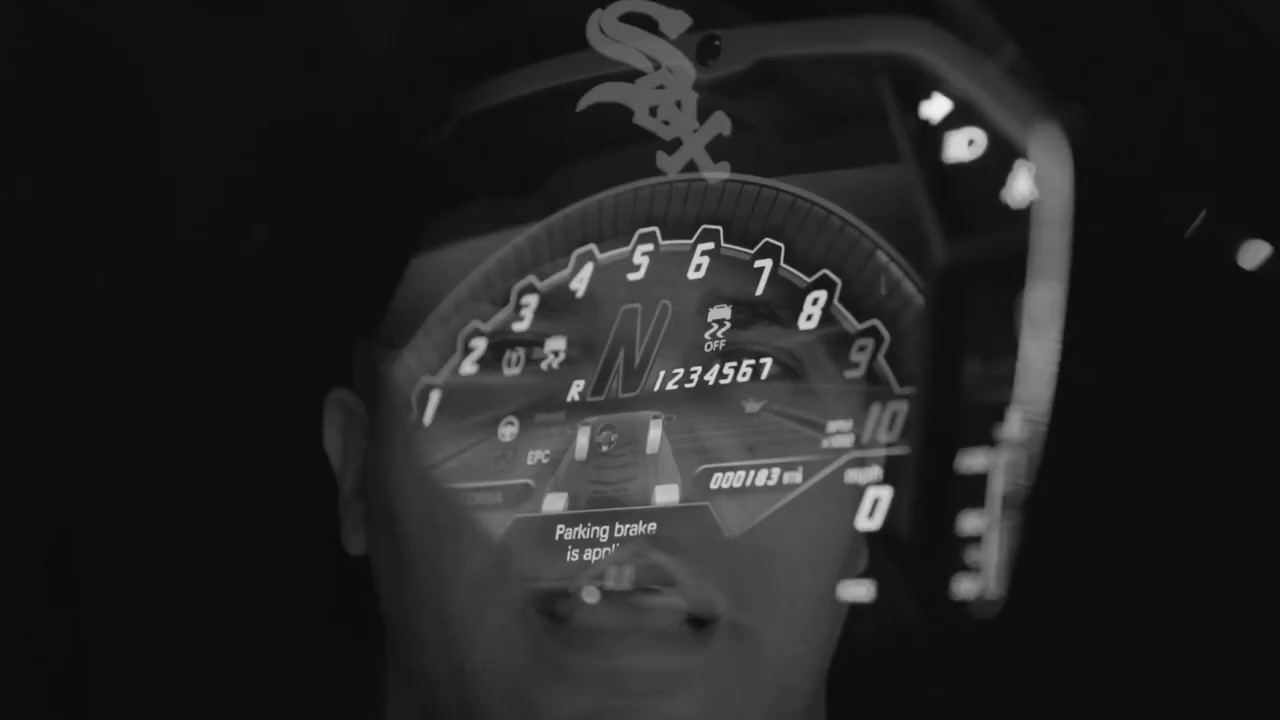 Sox
1 2 3 4 5 6 7 8 9 10
OFF
R N 1234567
EPC
000183 mi
mph
0
Parking brake
is appli